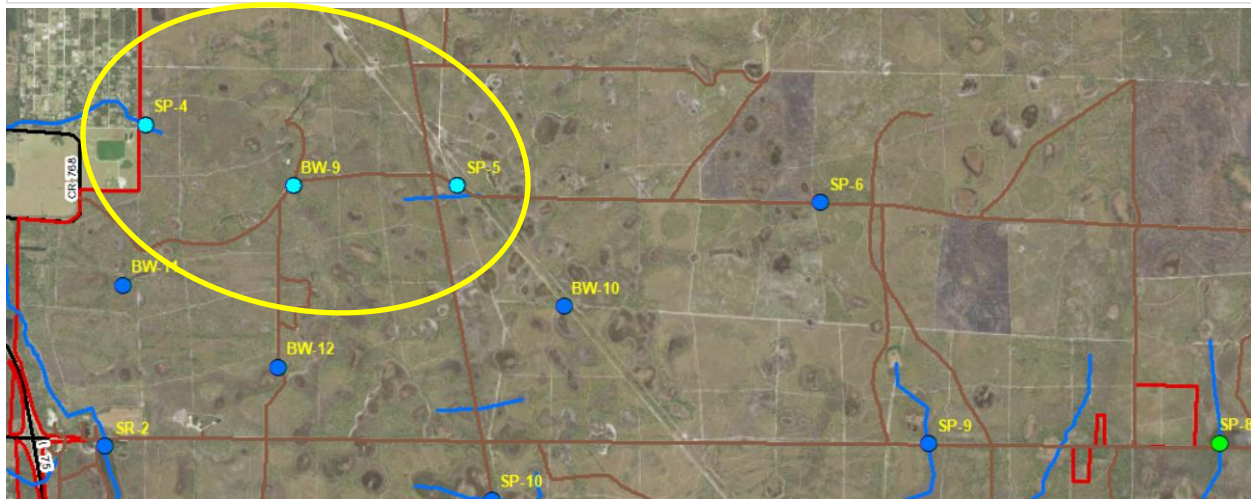 SP-4
CR-768
BW-9
SP-5
SP-6
BW-11
BW-10
BW-12
SR-2
I-75
SP-9
SP-8
SP-10